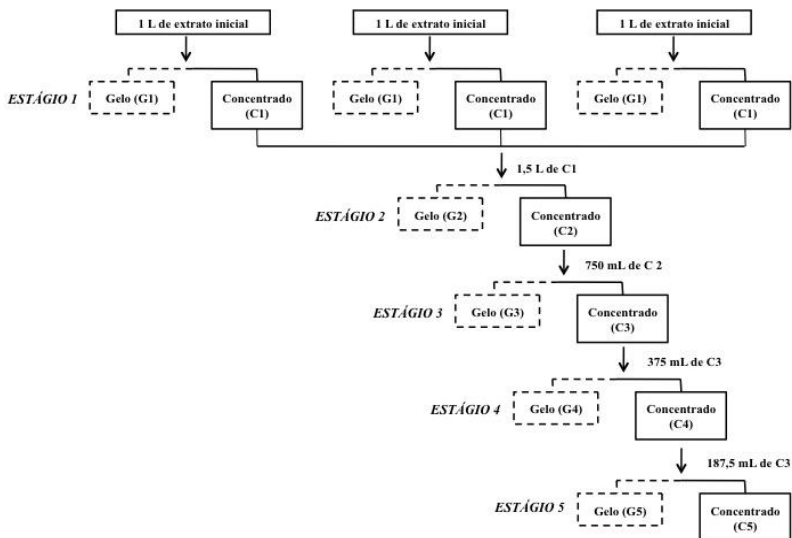 1 L de extrato inicial
1 L de extrato inicial
1 L de extrato inicial
ESTÁGIO 1
Gelo (G1)
Concentrado
(C1)
Gelo (G1)
Concentrado
(C1)
Gelo (G1)
Concentrado
(C1)
1,5 L de C1
ESTÁGIO 2
Gelo (G2)
Concentrado
(C2)
750 mL de C 2
ESTÁGIO 3
Gelo (G3)
Concentrado
(C3)
375 mL de C3
ESTÁGIO 4
Gelo (G4)
Concentrado
(C4)
187,5 mL de C3
ESTÁGIO 5
Gelo (G5)
Concentrado
(C5)